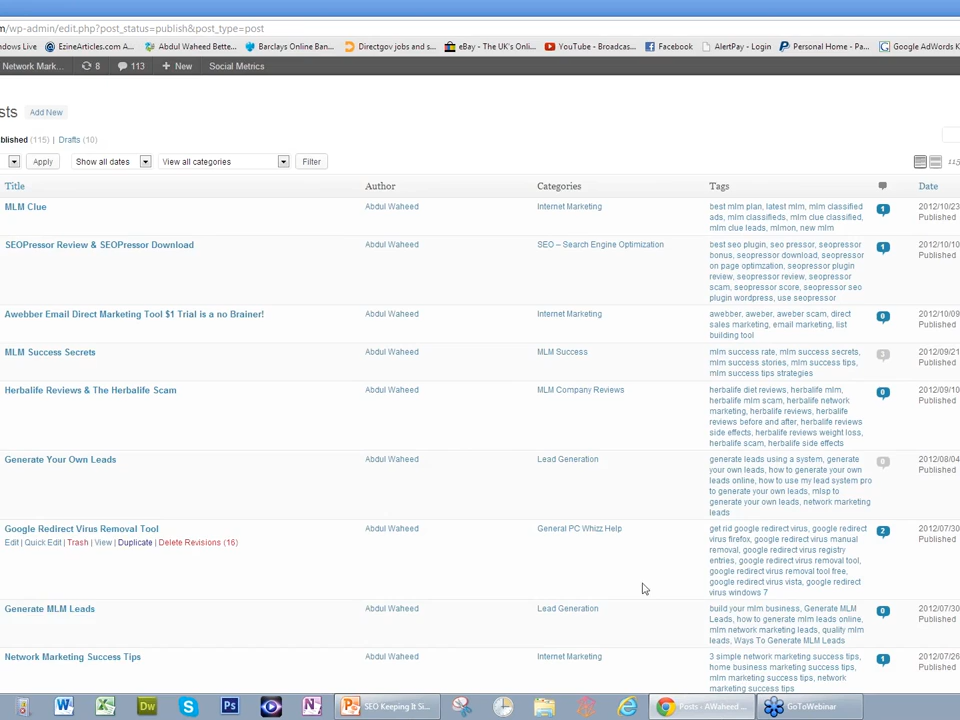 m/wp-admin/edit.php?post_status=publish&post_type=post
ndows Live EzineArticles.com A... Abdul Waheed Bette... Barclays Online Ban... Directgov jobs and s... eBay - The UK's Onli... YouTube - Broadcas... Facebook AlertPay - Login Personal Home - Pa... Google AdWords K
Network Mark... 8 113 + New Social Metrics
sts Add New
blished (115) | Drafts (10)
Apply Show all dates View all categories Filter 115
Title Author Categories Tags Date
MLM Clue Abdul Waheed Internet Marketing best mlm plan, latest mlm, mlm classified 1 2012/10/23
ads, mlm classifieds, mlm clue classified, Published
mlm clue leads, mlmon, new mlm
SEOPressor Review & SEOPressor Download Abdul Waheed SEO – Search Engine Optimization best seo plugin, seo pressor, seopressor 1 2012/10/10
bonus, seopressor download, seopressor Published
on page optimzation, seopressor plugin
review, seopressor review, seopressor
scam, seopressor score, seopressor seo
plugin wordpress, use seopressor
Awebber Email Direct Marketing Tool $1 Trial is a no Brainer! Abdul Waheed Internet Marketing awebber, aweber, aweber scam, direct 0 2012/10/09
sales marketing, email marketing, list Published
building tool
MLM Success Secrets Abdul Waheed MLM Success mlm success rate, mlm success secrets, 3 2012/09/21
mlm success stories, mlm success tips, Published
mlm success tips strategies
Herbalife Reviews & The Herbalife Scam Abdul Waheed MLM Company Reviews herbalife diet reviews, herbalife mlm, 0 2012/09/10
herbalife mlm scam, herbalife network Published
marketing, herbalife reviews, herbalife
reviews before and after, herbalife reviews
side effects, herbalife reviews weight loss,
herbalife scam, herbalife side effects
Generate Your Own Leads Abdul Waheed Lead Generation generate leads using a system, generate 0 2012/08/04
your own leads, how to generate your own Published
leads online, how to use my lead system pro
to generate your own leads, mlsp to
generate your own leads, network marketing
leads
Google Redirect Virus Removal Tool Abdul Waheed General PC Whizz Help get rid google redirect virus, google redirect 2 2012/07/30
Edit | Quick Edit | Trash | View | Duplicate | Delete Revisions (16) virus firefox, google redirect virus manual Published
removal, google redirect virus registry
entries, google redirect virus removal tool,
google redirect virus removal tool free,
google redirect virus vista, google redirect
virus windows 7
Generate MLM Leads Abdul Waheed Lead Generation build your mlm business, Generate MLM 0 2012/07/30
Leads, how to generate mlm leads online, Published
mlm network marketing leads, quality mlm
leads, Ways To Generate MLM Leads
Network Marketing Success Tips Abdul Waheed Internet Marketing 3 simple network marketing success tips, 1 2012/07/26
home business marketing success tips, Published
mlm marketing success tips, network
marketing success tips
SEO Keeping It Si... Posts ‹ AWaheed ... GoToWebinar